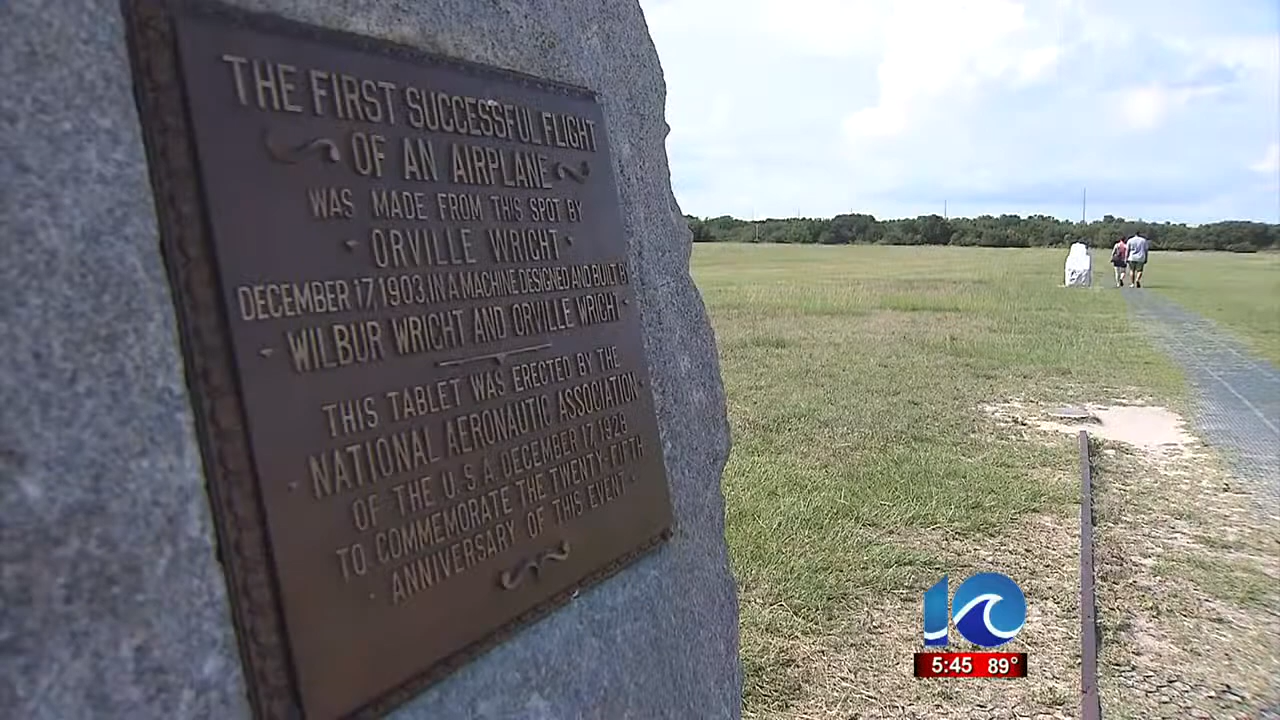 THE FIRST SUCCESSFUL FLIGHT
OF AN AIRPLANE
WAS MADE FROM THIS SPOT BY
· ORVILLE WRIGHT ·
DECEMBER 17, 1903, IN A MACHINE DESIGNED AND BUILT BY
- WILBUR WRIGHT AND ORVILLE WRIGHT -
THIS TABLET WAS ERECTED BY THE
· NATIONAL AERONAUTIC ASSOCIATION ·
OF THE U.S.A. DECEMBER 17, 1928
TO COMMEMORATE THE TWENTY-FIFTH
· ANNIVERSARY OF THIS EVENT ·
10
5:45 89°